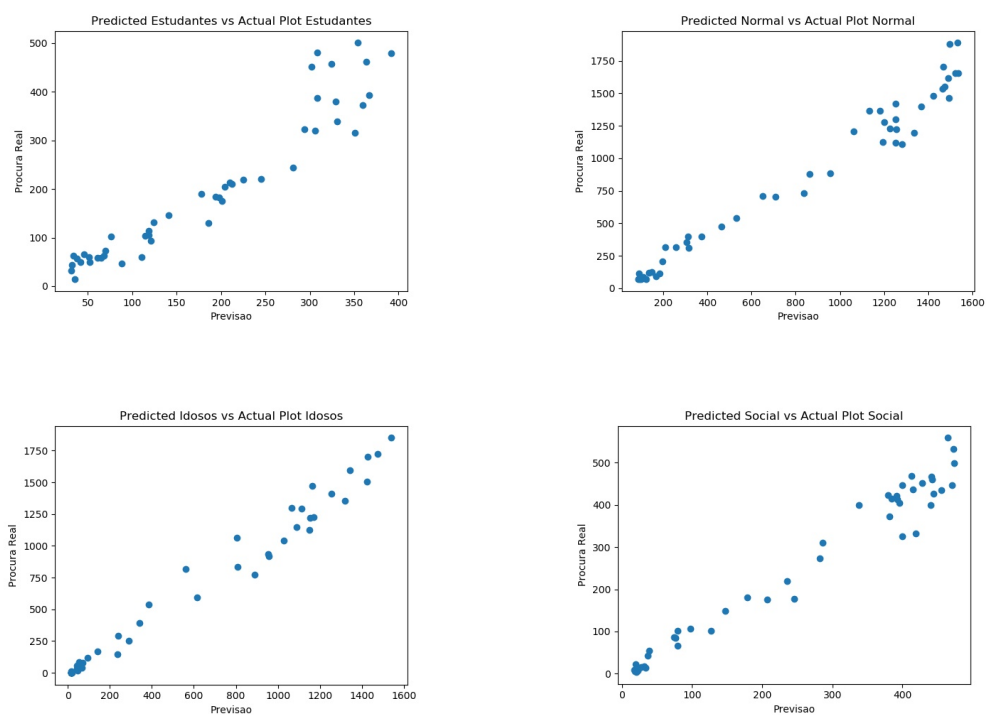 Predicted Estudantes vs Actual Plot Estudantes
500
400
300
200
100
0
Procura Real
50 100 150 200 250 300 350 400
Previsao
Predicted Normal vs Actual Plot Normal
1750
1500
1250
1000
750
500
250
0
Procura Real
200 400 600 800 1000 1200 1400 1600
Previsao
Predicted Idosos vs Actual Plot Idosos
1750
1500
1250
1000
750
500
250
0
Procura Real
0 200 400 600 800 1000 1200 1400 1600
Previsao
Predicted Social vs Actual Plot Social
500
400
300
200
100
0
Procura Real
0 100 200 300 400
Previsao